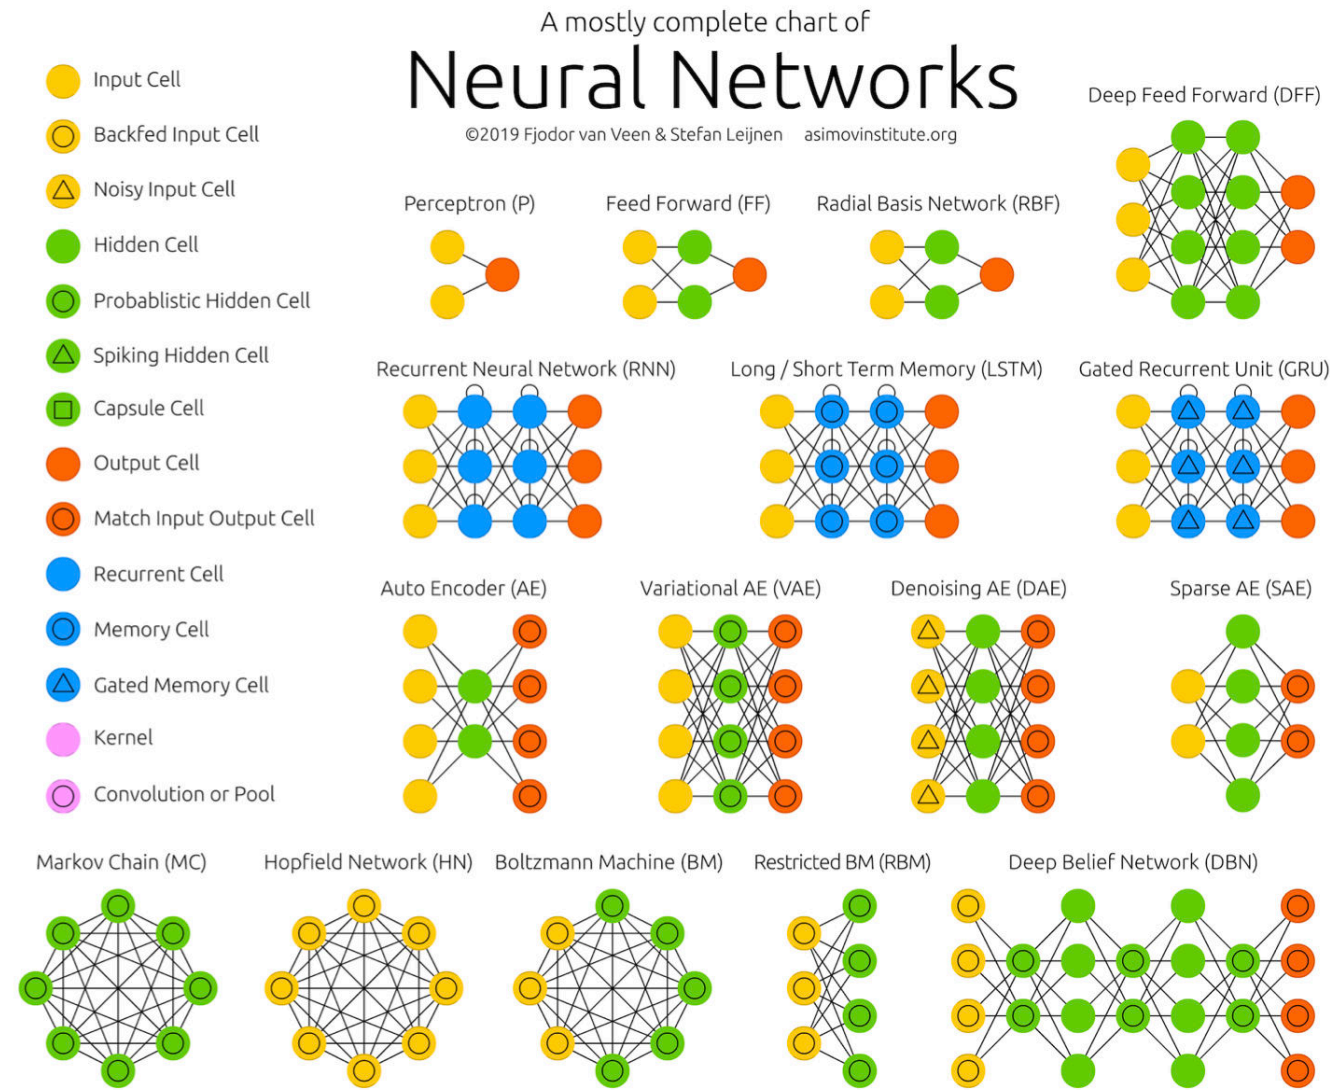 A mostly complete chart of
Neural Networks
©2019 Fjodor van Veen & Stefan Leijnen asimovinstitute.org
Input Cell
Backfed Input Cell
Noisy Input Cell
Hidden Cell
Probablistic Hidden Cell
Spiking Hidden Cell
Capsule Cell
Output Cell
Match Input Output Cell
Recurrent Cell
Memory Cell
Gated Memory Cell
Kernel
Convolution or Pool
Deep Feed Forward (DFF)
Perceptron (P)
Feed Forward (FF)
Radial Basis Network (RBF)
Recurrent Neural Network (RNN)
Long / Short Term Memory (LSTM)
Gated Recurrent Unit (GRU)
Auto Encoder (AE)
Variational AE (VAE)
Denoising AE (DAE)
Sparse AE (SAE)
Markov Chain (MC)
Hopfield Network (HN)
Boltzmann Machine (BM)
Restricted BM (RBM)
Deep Belief Network (DBN)